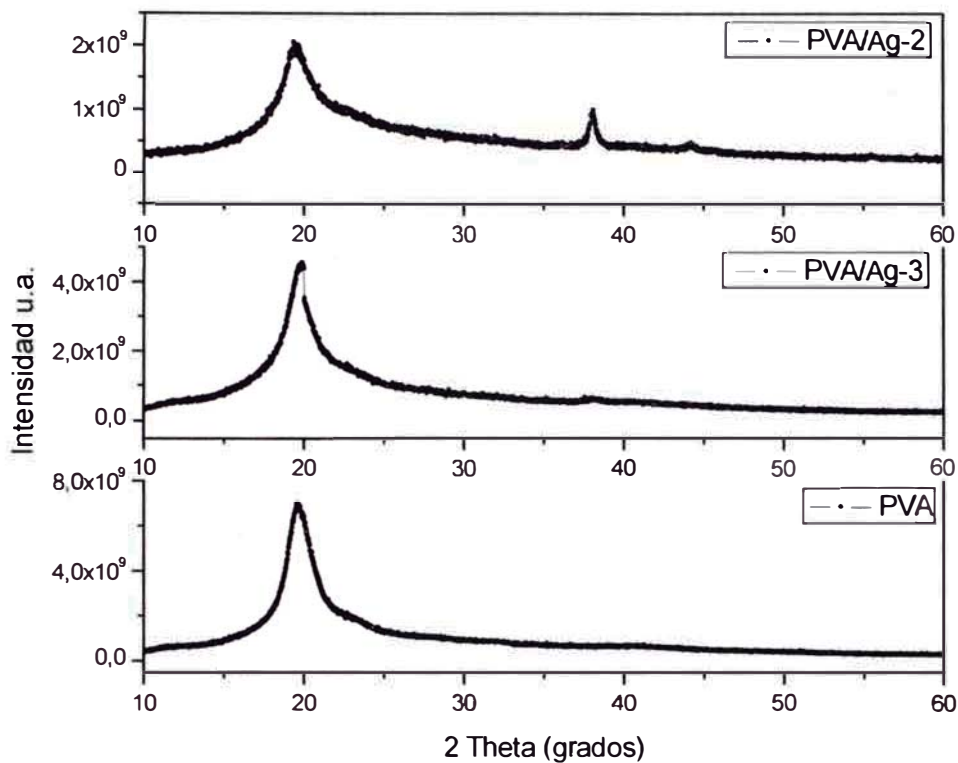 PVA/Ag-2
2x10⁹
1x10⁹
0
10 20 30 40 50 60
PVA/Ag-3
4,0x10⁹
2,0x10⁹
0,0
10 20 30 40 50 60
Intensidad u.a.
PVA
8,0x10⁹
4,0x10⁹
0,0
10 20 30 40 50 60
2 Theta (grados)